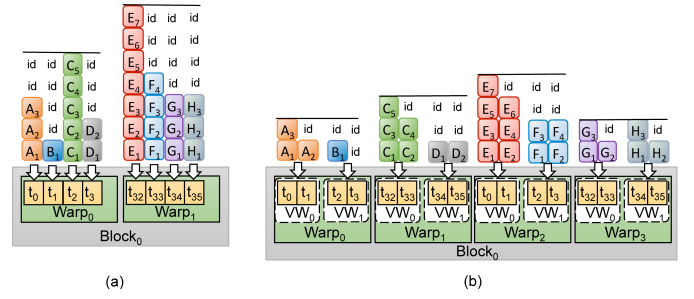 E₇ id id id
E₆ id id id
id id C₅ id E₅ id id id
id id C₄ id E₄ F₄ id id
A₃ id C₃ id E₃ F₃ G₃ H₃
A₂ id C₂ D₂ E₂ F₂ G₂ H₂
A₁ B₁ C₁ D₁ E₁ F₁ G₁ H₁
t₀ t₁ t₂ t₃ t₃₂ t₃₃ t₃₄ t₃₅
Warp₀ Warp₁
Block₀
(a)
E₇ id id id
C₅ id id id E₅ E₆ id id
A₃ id id id C₃ C₄ id id E₃ E₄ F₃ F₄ G₃ id H₃ id
A₁ A₂ B₁ id C₁ C₂ D₁ D₂ E₁ E₂ F₁ F₂ G₁ G₂ H₁ H₂
t₀ t₁ t₂ t₃ t₃₂ t₃₃ t₃₄ t₃₅ t₀ t₁ t₂ t₃ t₃₂ t₃₃ t₃₄ t₃₅
VW₀ VW₁ VW₀ VW₁ VW₀ VW₁ VW₀ VW₁
Warp₀ Warp₁ Warp₂ Warp₃
Block₀
(b)